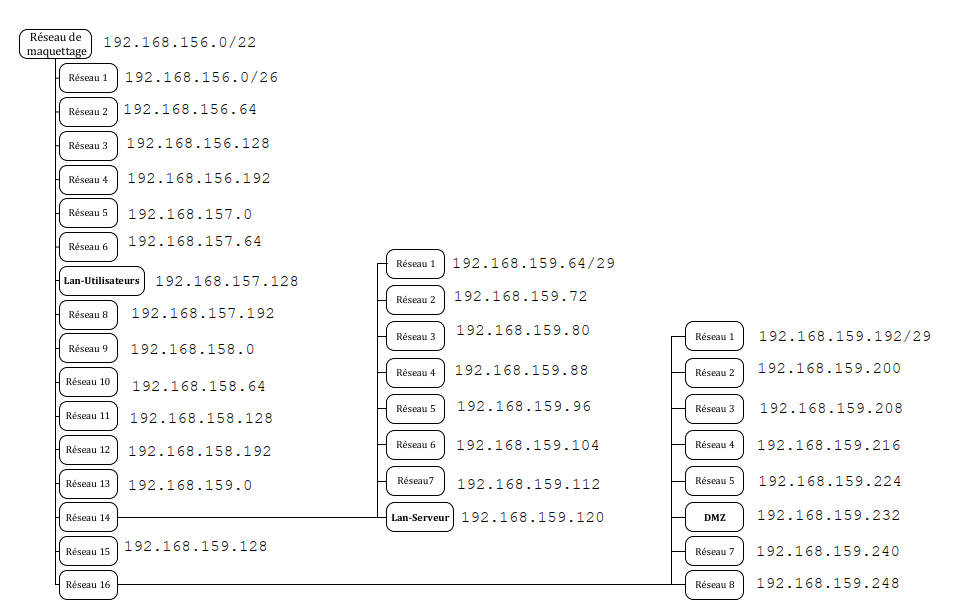 Réseau de
maquettage
192.168.156.0/22
Réseau 1
192.168.156.0/26
Réseau 2
192.168.156.64
Réseau 3
192.168.156.128
Réseau 4
192.168.156.192
Réseau 5
192.168.157.0
Réseau 6
192.168.157.64
Lan-Utilisateurs
192.168.157.128
Réseau 8
192.168.157.192
Réseau 9
192.168.158.0
Réseau 10
192.168.158.64
Réseau 11
192.168.158.128
Réseau 12
192.168.158.192
Réseau 13
192.168.159.0
Réseau 14
Réseau 15
192.168.159.128
Réseau 16
Réseau 1
192.168.159.64/29
Réseau 2
192.168.159.72
Réseau 3
192.168.159.80
Réseau 4
192.168.159.88
Réseau 5
192.168.159.96
Réseau 6
192.168.159.104
Réseau7
192.168.159.112
Lan-Serveur
192.168.159.120
Réseau 1
192.168.159.192/29
Réseau 2
192.168.159.200
Réseau 3
192.168.159.208
Réseau 4
192.168.159.216
Réseau 5
192.168.159.224
DMZ
192.168.159.232
Réseau 7
192.168.159.240
Réseau 8
192.168.159.248